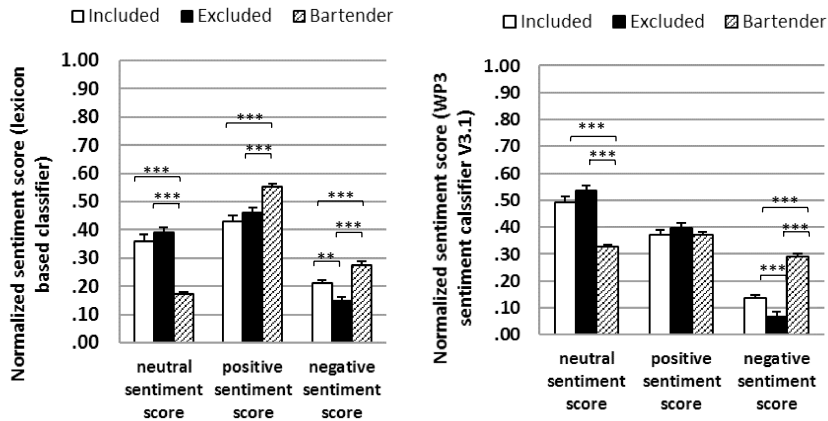 Included Excluded Bartender
Normalized sentiment score (lexicon
based classifier)
1.00
.90
.80
.70
.60
.50
.40
.30
.20
.10
.00
***
***
***
***
***
***
**
neutral
sentiment
score
positive
sentiment
score
negative
sentiment
score
Included Excluded Bartender
Normalized sentiment score (WP3
sentiment calssifier V3.1)
1.00
.90
.80
.70
.60
.50
.40
.30
.20
.10
.00
***
***
***
***
***
neutral
sentiment
score
positive
sentiment
score
negative
sentiment
score